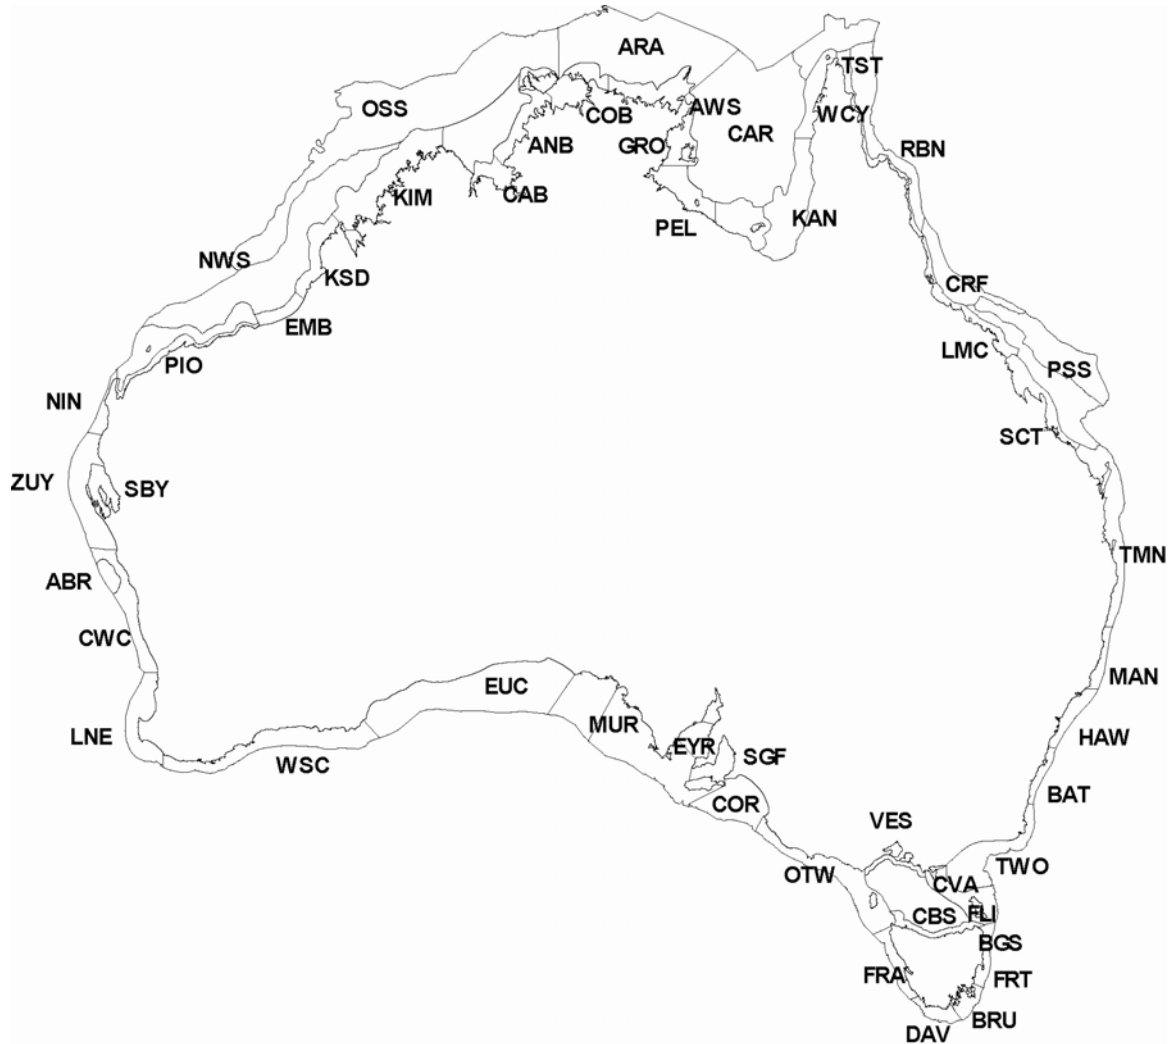 ARA
TST
OSS
AWS
COB
WCY
CAR
ANB
GRO
RBN
KIM
CAB
KAN
PEL
NWS
KSD
CRF
EMB
LMC
PIO
PSS
NIN
SCT
ZUY
SBY
TMN
ABR
CWC
MAN
EUC
MUR
LNE
HAW
EYR
SGF
WSC
BAT
COR
VES
TWO
OTW
CVA
CBS
FLI
BGS
FRA
FRT
BRU
DAV